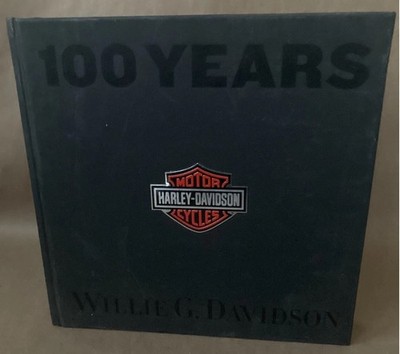 100 YEARS
MOTOR
HARLEY-DAVIDSON
CYCLES
WILLIE G. DAVIDSON